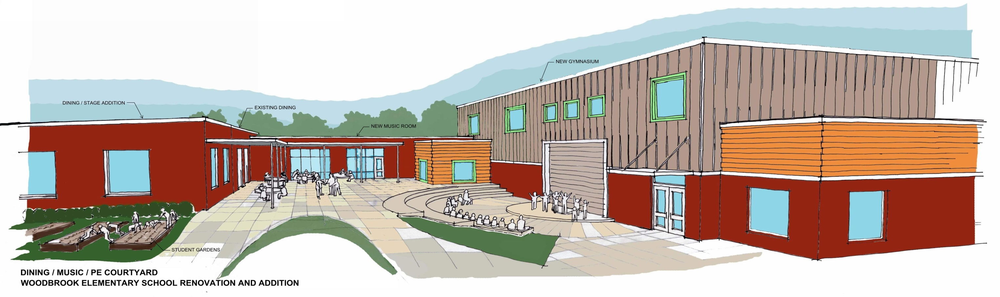 NEW GYMNASIUM
DINING / STAGE ADDITION
EXISTING DINING
NEW MUSIC ROOM
STUDENT GARDENS
DINING / MUSIC / PE COURTYARD
WOODBROOK ELEMENTARY SCHOOL RENOVATION AND ADDITION